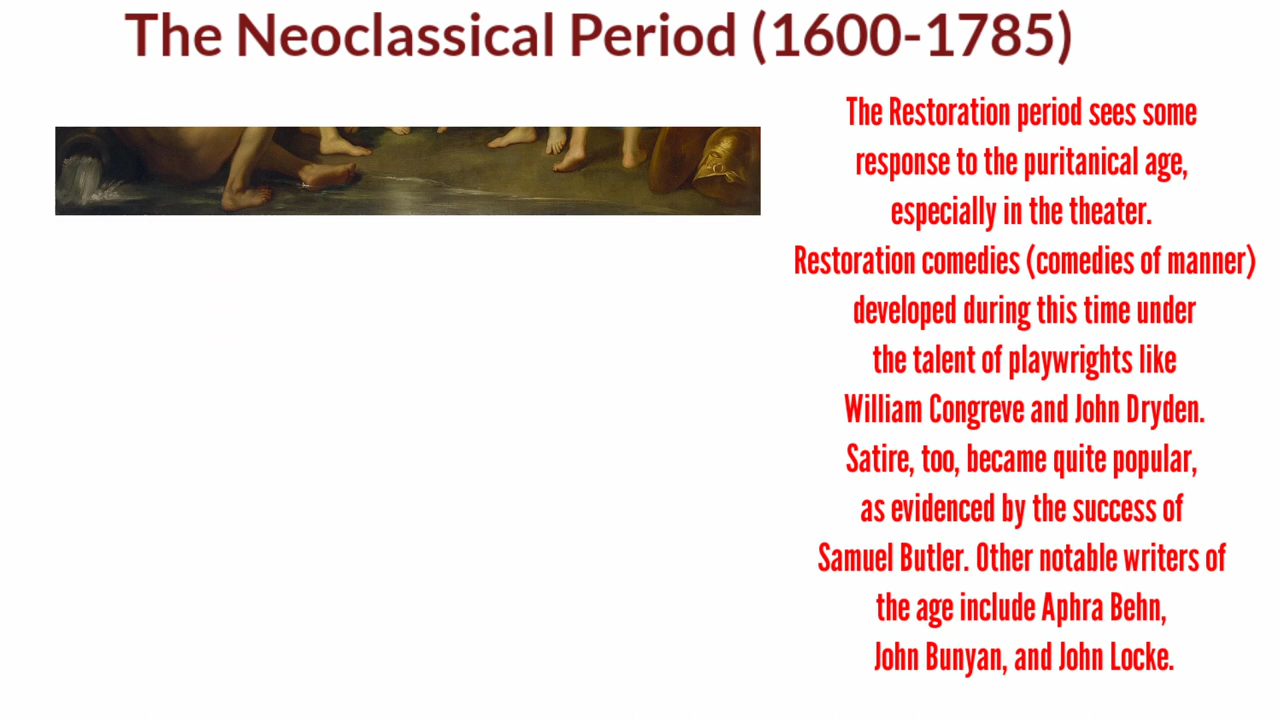 The Neoclassical Period (1600-1785)
The Restoration period sees some
response to the puritanical age,
especially in the theater.
Restoration comedies (comedies of manner)
developed during this time under
the talent of playwrights like
William Congreve and John Dryden.
Satire, too, became quite popular,
as evidenced by the success of
Samuel Butler. Other notable writers of
the age include Aphra Behn,
John Bunyan, and John Locke.